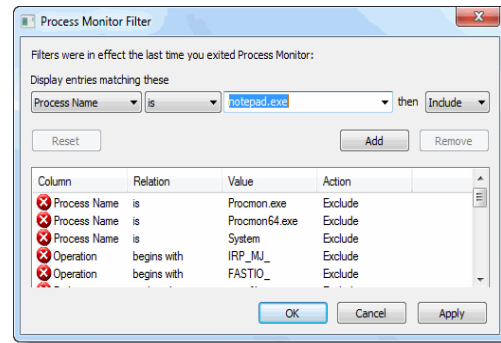 Process Monitor Filter
Filters were in effect the last time you exited Process Monitor:
Display entries matching these
Process Name is notepad.exe then Include
Reset Add Remove
Column Relation Value Action
Process Name is Procmon.exe Exclude
Process Name is Procmon64.exe Exclude
Process Name is System Exclude
Operation begins with IRP_MJ_ Exclude
Operation begins with FASTIO_ Exclude
OK Cancel Apply